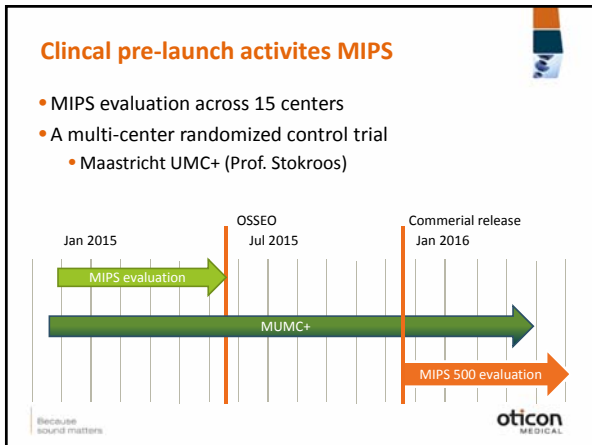 Clincal pre-launch activites MIPS
• MIPS evaluation across 15 centers
• A multi-center randomized control trial
• Maastricht UMC+ (Prof. Stokroos)
OSSEO
Commerial release
Jan 2015
Jul 2015
Jan 2016
MIPS evaluation
MUMC+
MIPS 500 evaluation
Because
sound matters
oticon
MEDICAL